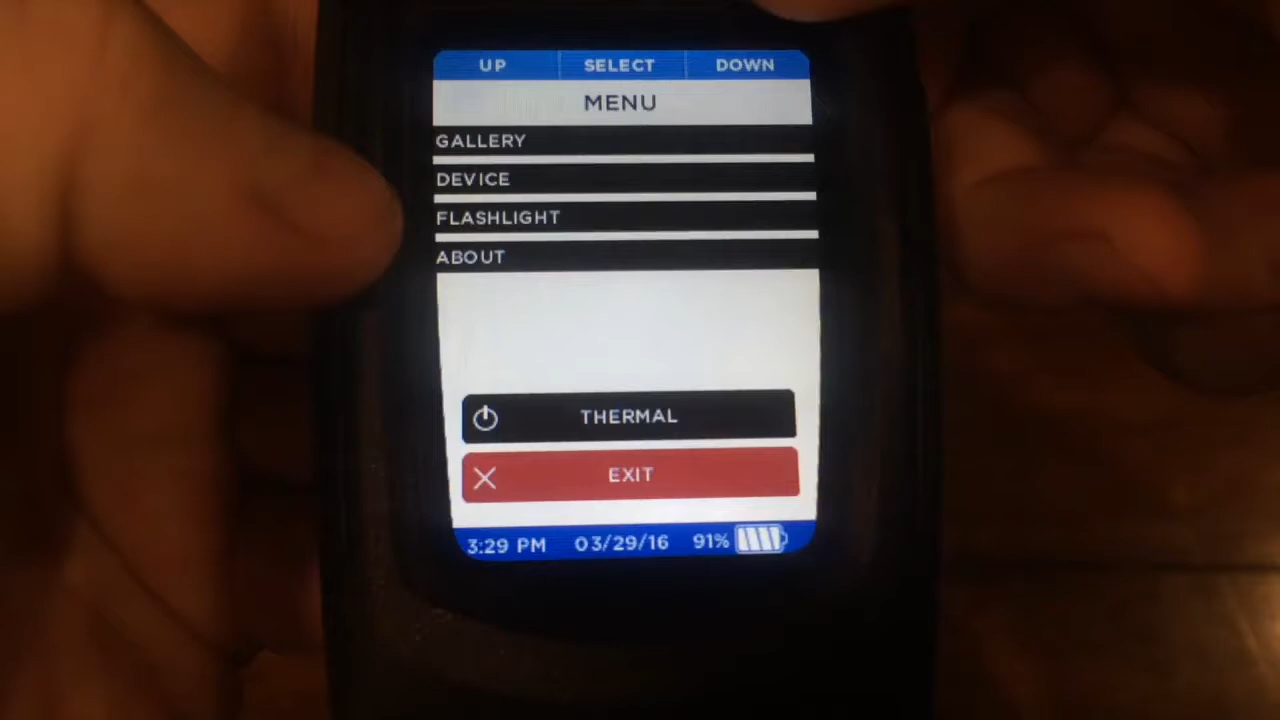 UP SELECT DOWN
MENU
GALLERY
DEVICE
FLASHLIGHT
ABOUT
THERMAL
EXIT
3:29 PM 03/29/16 91%